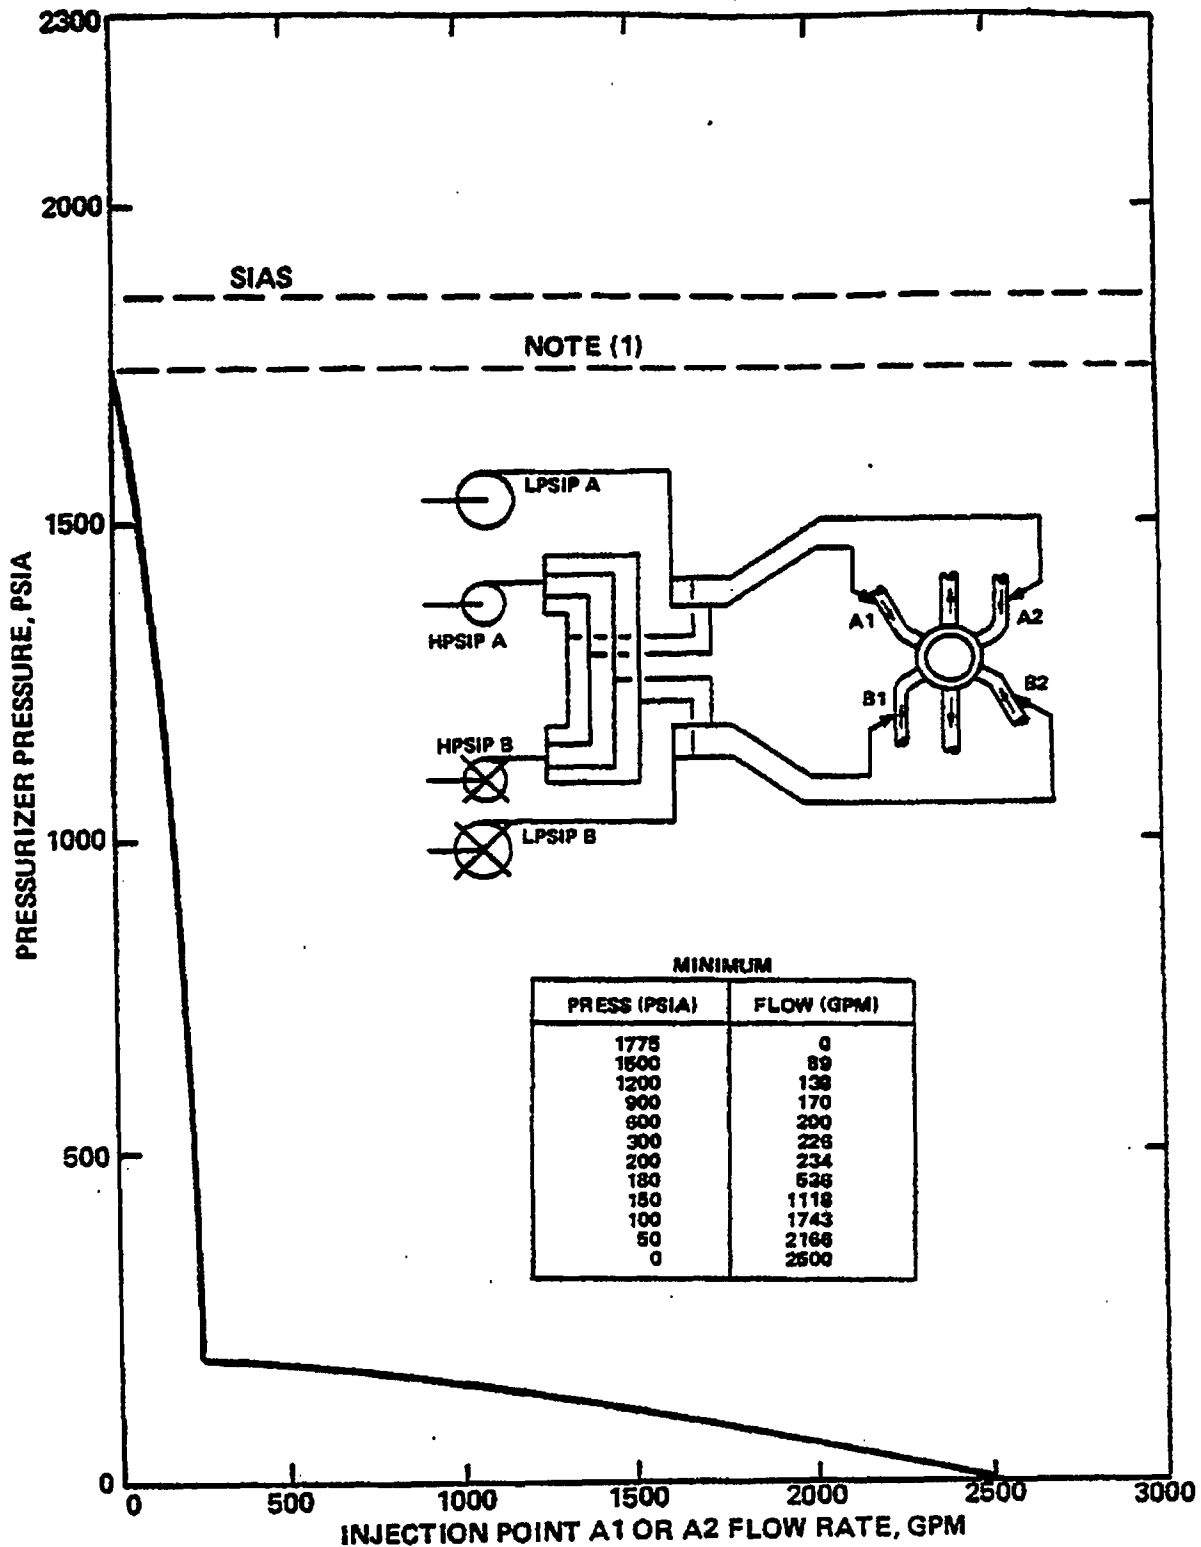 2300
2000
SIAS
NOTE (1)
1500
1000
500
0
PRESSURIZER PRESSURE, PSIA
LPSIP A
HPSIP A
HPSIP B
LPSIP B
A1
A2
B1
B2
MINIMUM
PRESS (PSIA) FLOW (GPM)
1775 0
1500 89
1200 138
900 170
600 200
300 226
200 234
180 536
150 1118
100 1743
50 2166
0 2500
0 500 1000 1500 2000 2500 3000
INJECTION POINT A1 OR A2 FLOW RATE, GPM